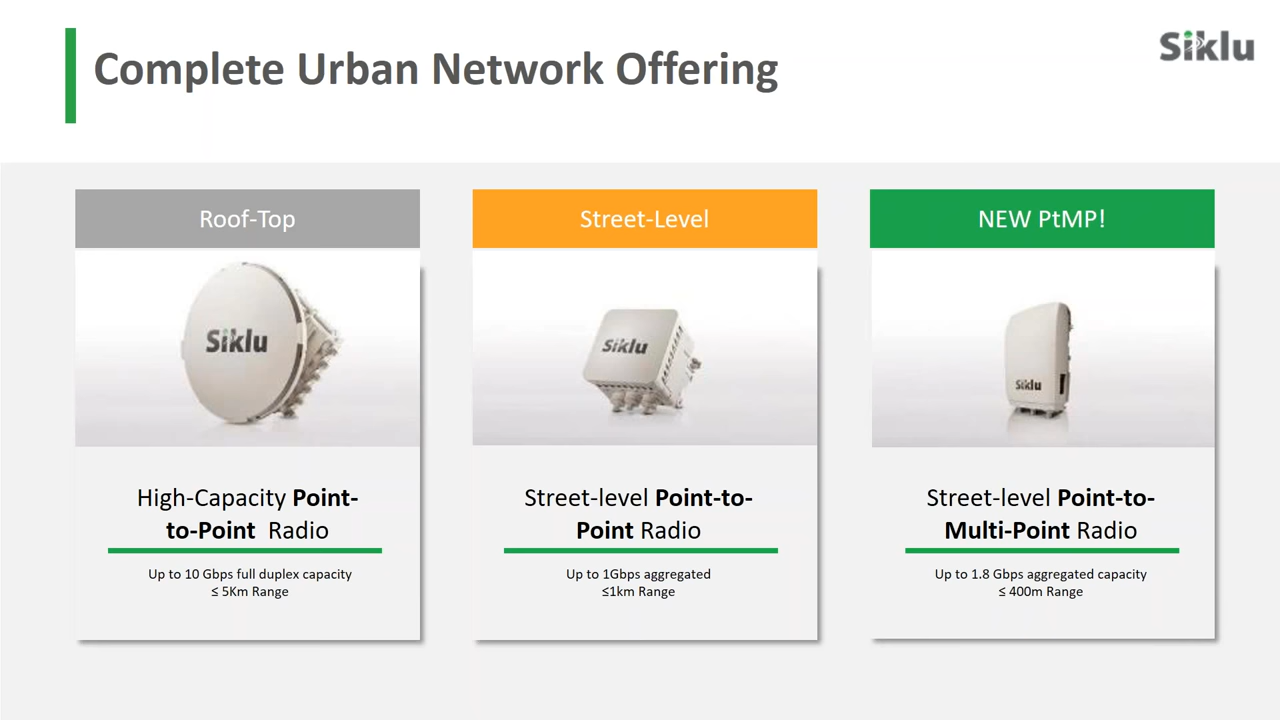 Complete Urban Network Offering
Siklu
Roof-Top
Siklu
High-Capacity Point-
to-Point Radio
Up to 10 Gbps full duplex capacity
≤ 5Km Range
Street-Level
Siklu
Street-level Point-to-
Point Radio
Up to 1Gbps aggregated
≤1km Range
NEW PtMP!
Siklu
Street-level Point-to-
Multi-Point Radio
Up to 1.8 Gbps aggregated capacity
≤ 400m Range